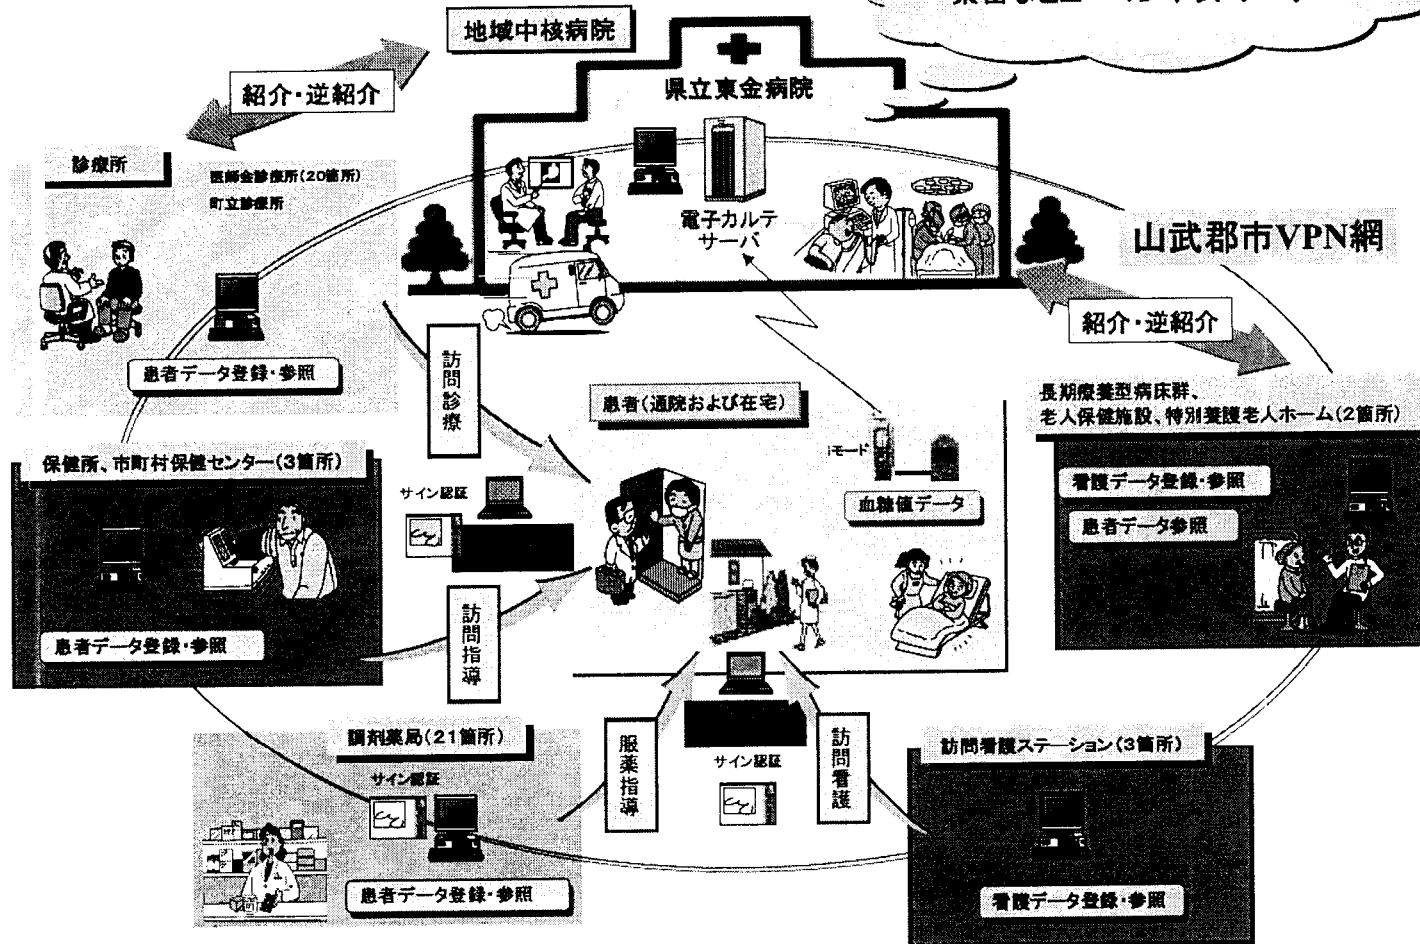 地域中核病院
県立東金病院
紹介・逆紹介
診療所
医師会診療所(20箇所)
町立診療所
電子カルテ
サーバ
山武郡市VPN網
紹介・逆紹介
患者データ登録・参照
訪問診療
患者(通院および在宅)
iモード
血糖値データ
長期療養型病床群、
老人保健施設、特別養護老人ホーム(2箇所)
看護データ登録・参照
患者データ参照
保健所、市町村保健センター(3箇所)
サイン認証
患者データ登録・参照
訪問指導
調剤薬局(21箇所)
サイン認証
患者データ登録・参照
服薬指導
サイン認証
訪問看護
訪問看護ステーション(3箇所)
看護データ登録・参照